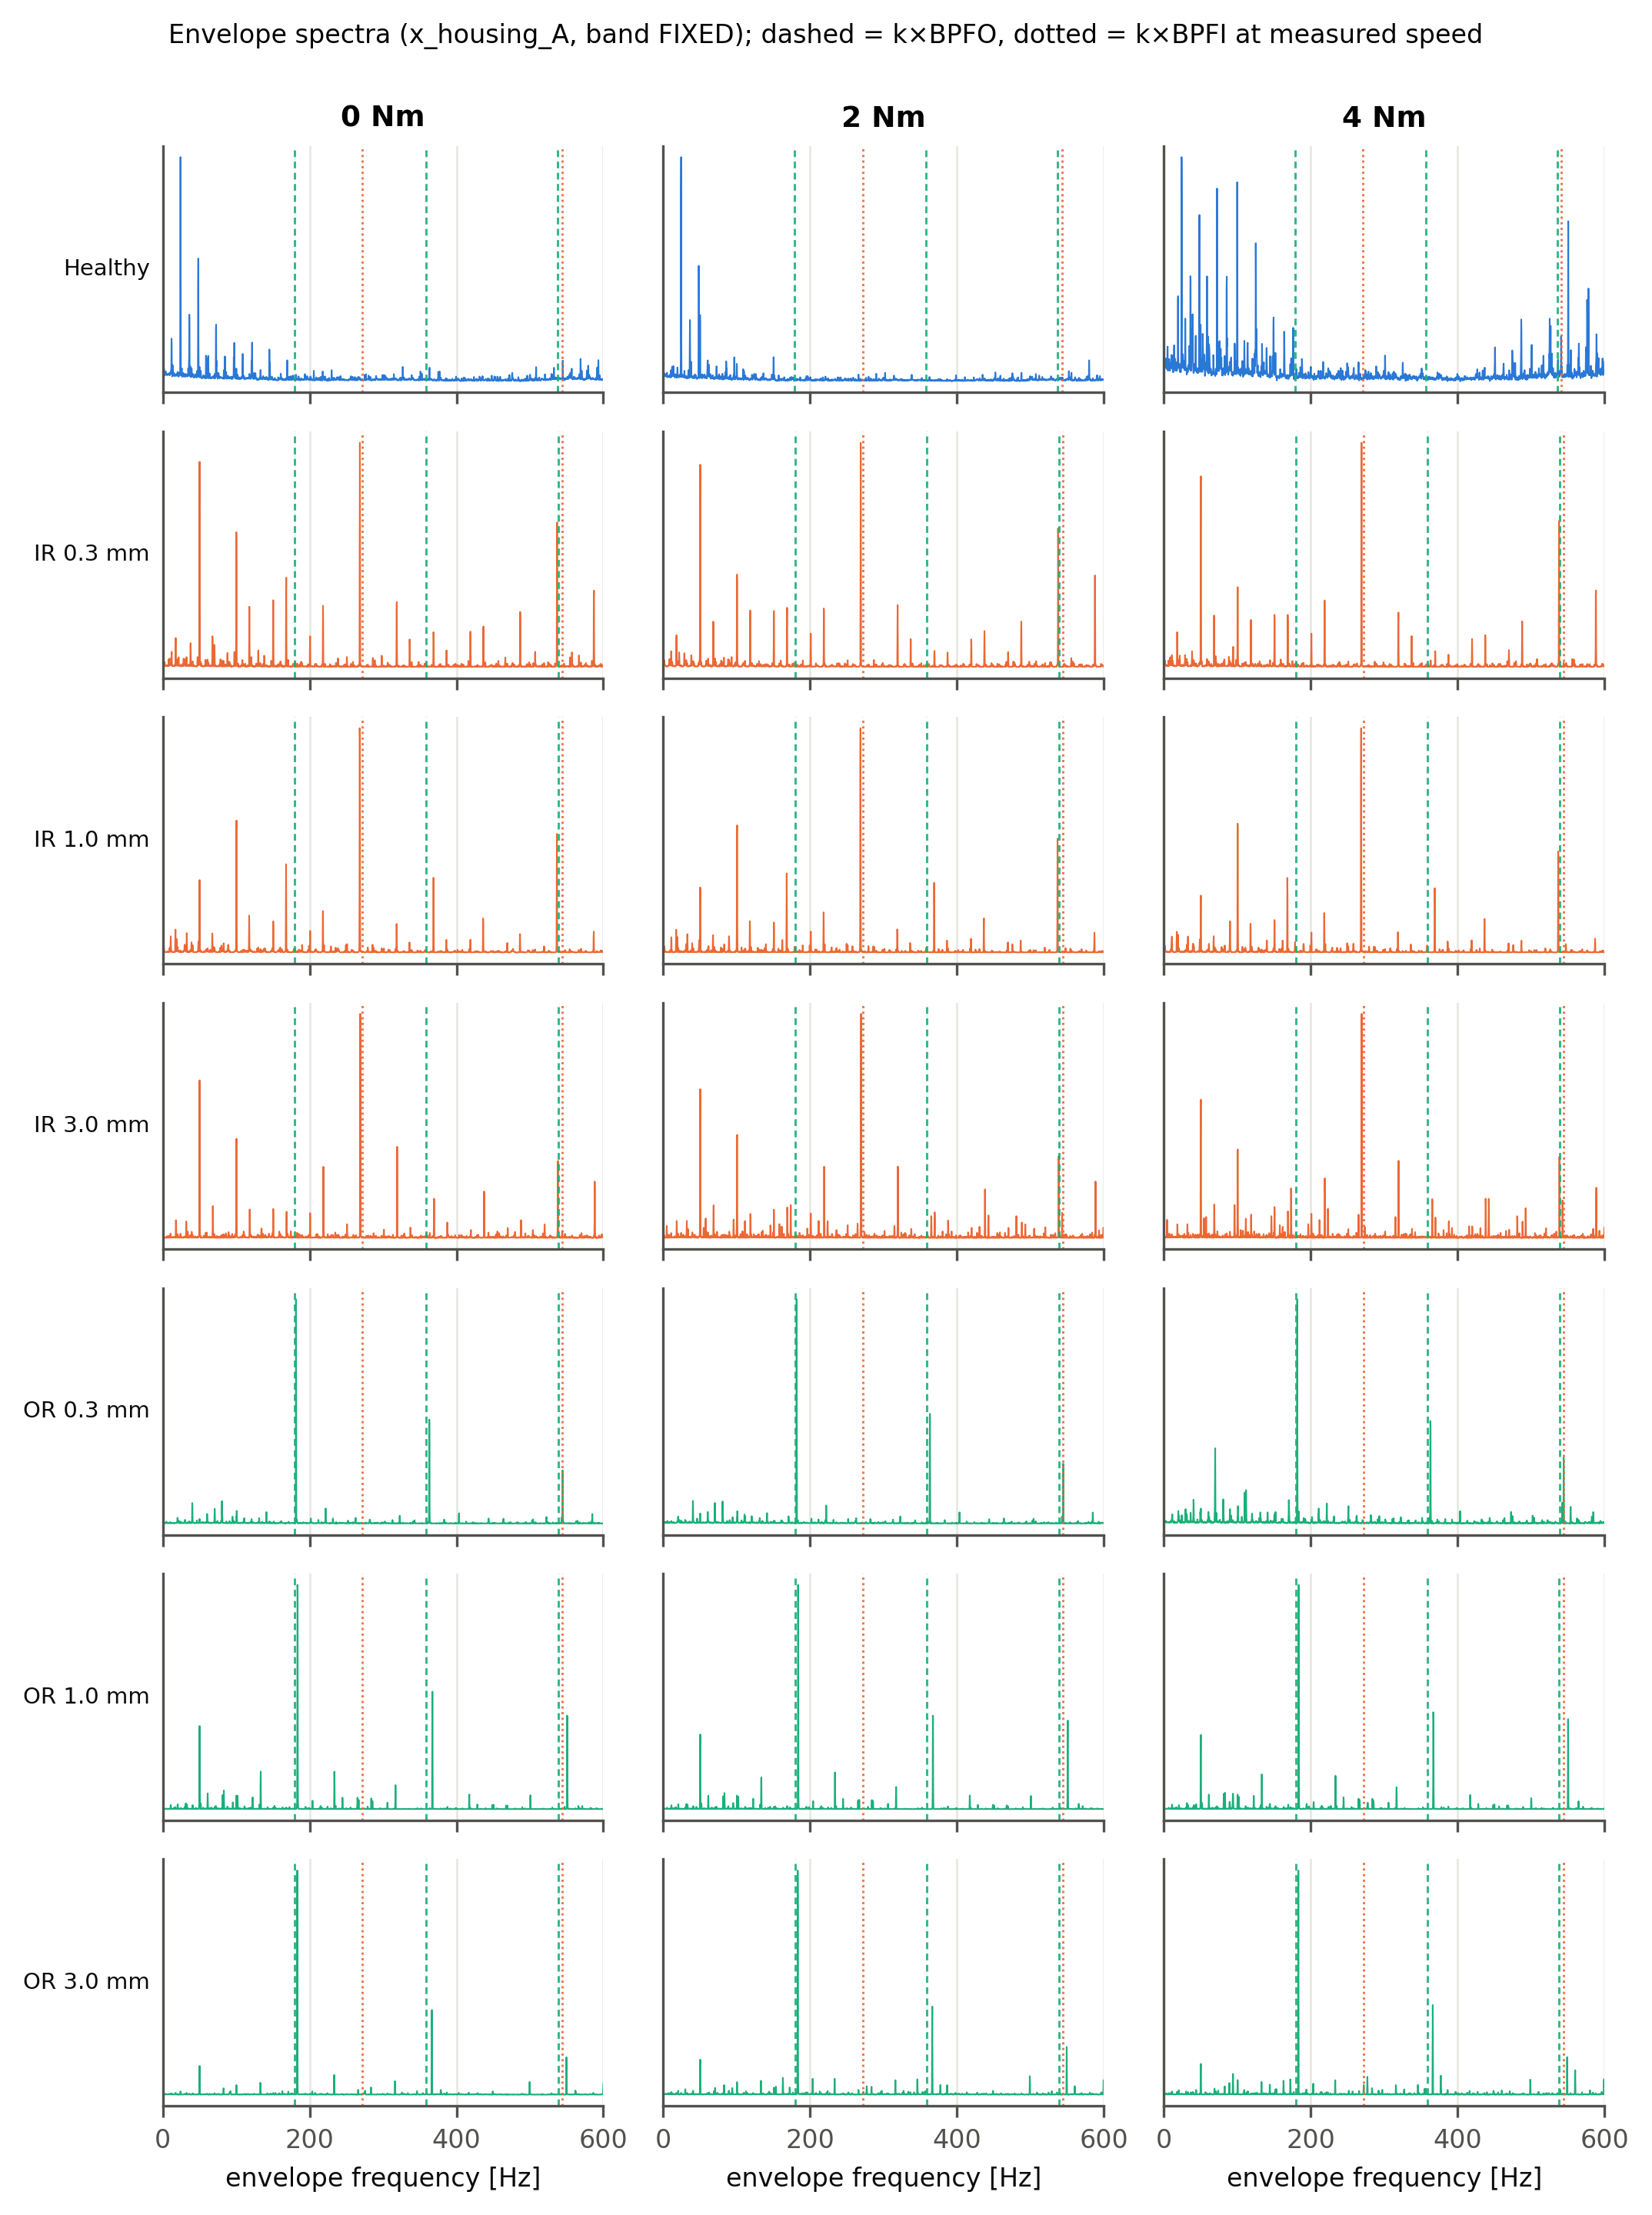 Envelope spectra (x_housing_A, band FIXED); dashed = k×BPFO, dotted = k×BPFI at measured speed
0 Nm
2 Nm
4 Nm
Healthy
IR 0.3 mm
IR 1.0 mm
IR 3.0 mm
OR 0.3 mm
OR 1.0 mm
OR 3.0 mm
0 200 400 600
0 200 400 600
0 200 400 600
envelope frequency [Hz]
envelope frequency [Hz]
envelope frequency [Hz]